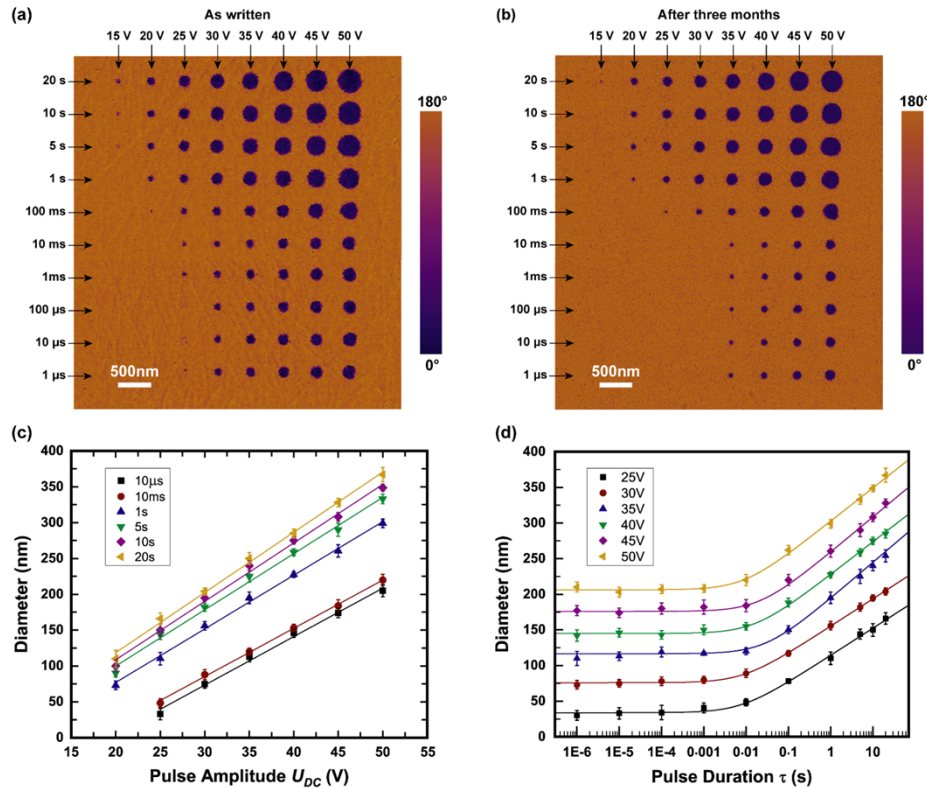 (a)
As written
15 V 20 V 25 V 30 V 35 V 40 V 45 V 50 V
20 s
10 s
5 s
1 s
100 ms
10 ms
1ms
100 µs
10 µs
1 µs
500nm
180°
0°
(b)
After three months
15 V 20 V 25 V 30 V 35 V 40 V 45 V 50 V
20 s
10 s
5 s
1 s
100 ms
10 ms
1ms
100 µs
10 µs
1 µs
500nm
180°
0°
(c)
400
350
300
250
200
150
100
50
0
Diameter (nm)
10µs
10ms
1s
5s
10s
20s
15 20 25 30 35 40 45 50 55
Pulse Amplitude U_DC (V)
(d)
400
350
300
250
200
150
100
50
0
Diameter (nm)
25V
30V
35V
40V
45V
50V
1E-6 1E-5 1E-4 0·001 0·01 0·1 1 10
Pulse Duration τ (s)